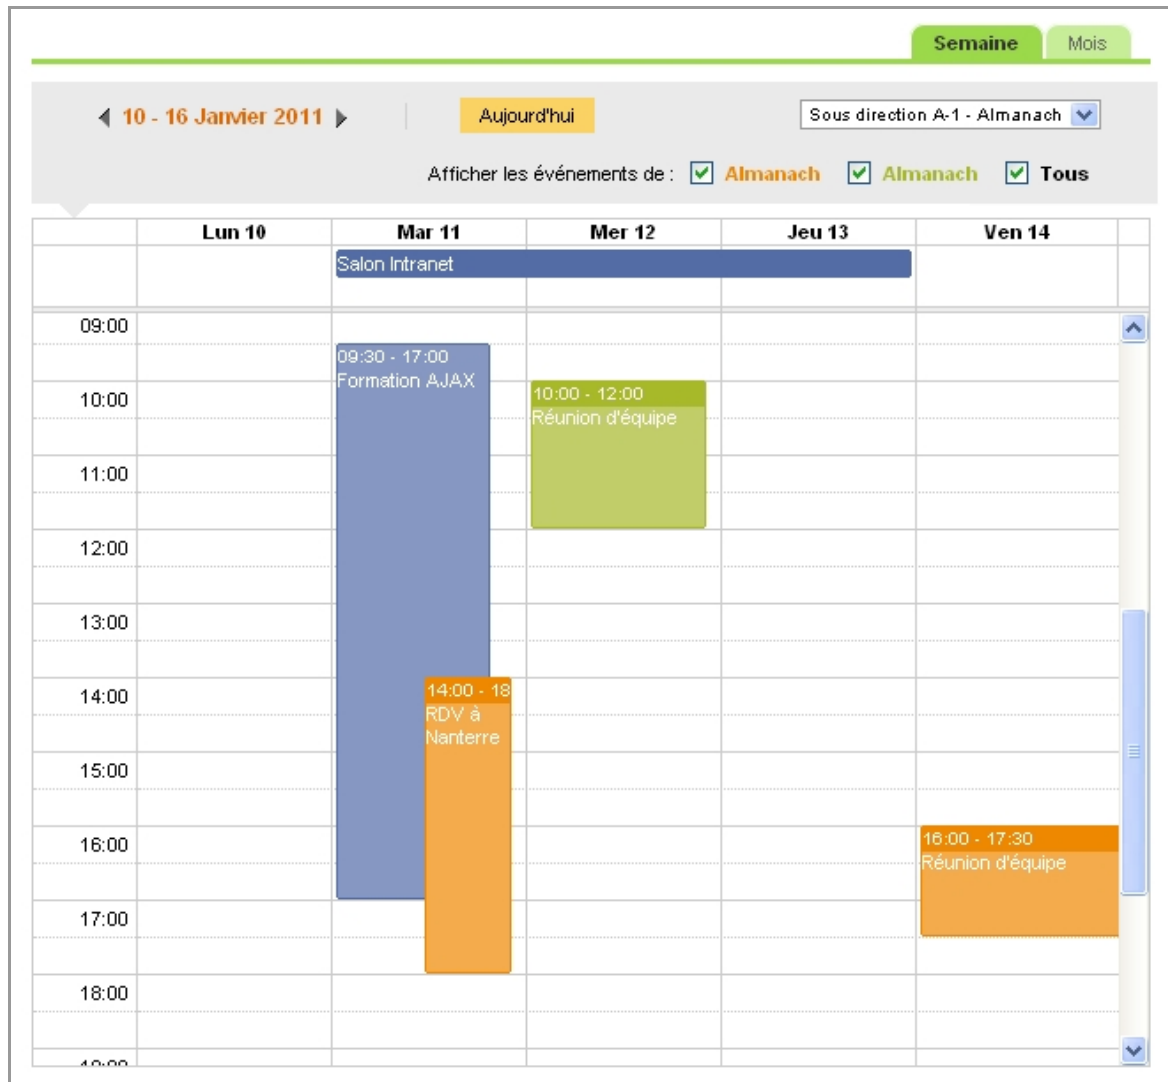 Semaine Mois
10 - 16 Janvier 2011 Aujourd'hui Sous direction A-1 - Almanach
Afficher les événements de : Almanach Almanach Tous
Lun 10 Mar 11 Mer 12 Jeu 13 Ven 14
Salon Intranet
09:00
09:30 - 17:00
Formation AJAX
10:00 - 12:00
10:00
Réunion d'équipe
11:00
12:00
13:00
14:00 - 18
14:00
RDV à
Nanterre
15:00
16:00 - 17:30
16:00
Réunion d'équipe
17:00
18:00